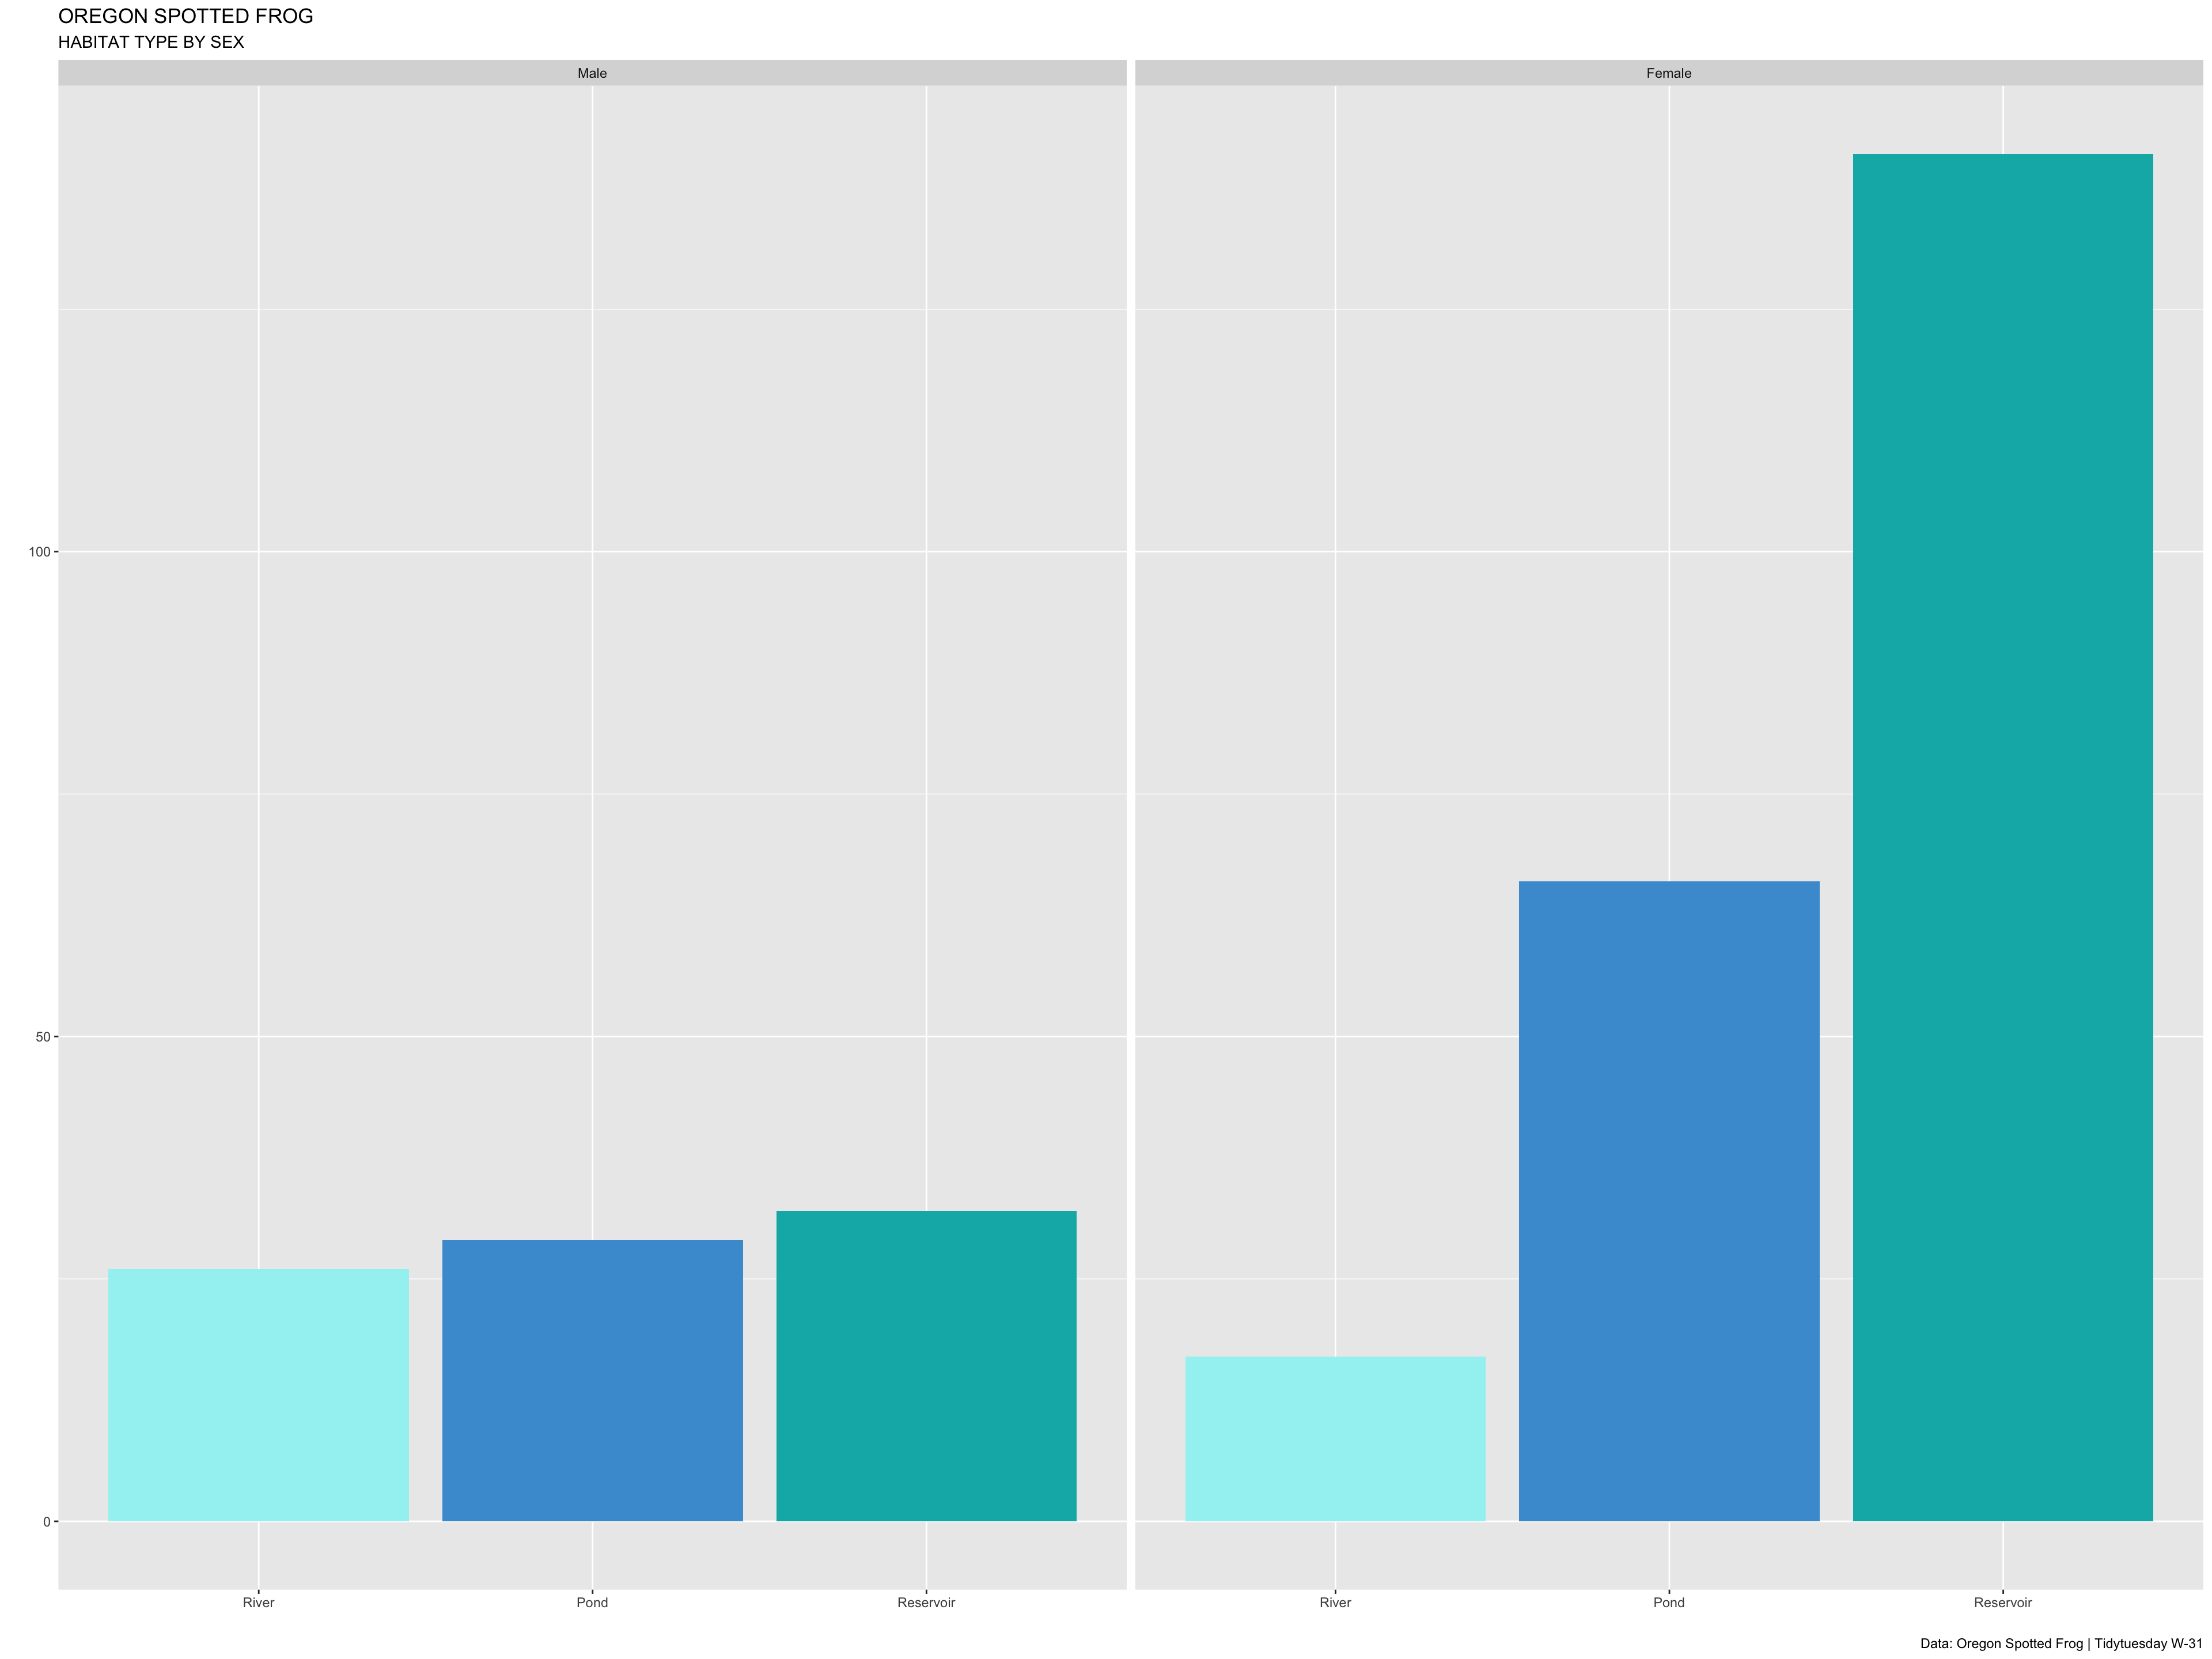 OREGON SPOTTED FROG
HABITAT TYPE BY SEX
Male
Female
100
50
0
River
Pond
Reservoir
River
Pond
Reservoir
Data: Oregon Spotted Frog | Tidytuesday W-31